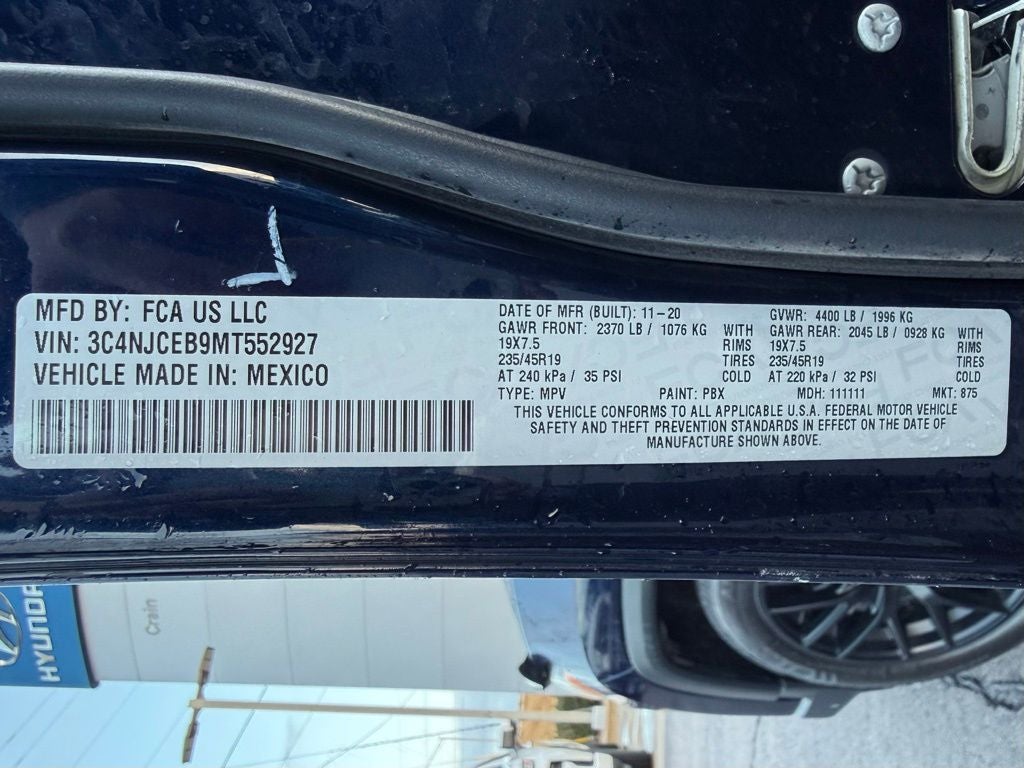 MFD BY: FCA US LLC
VIN: 3C4NJCEB9MT552927
VEHICLE MADE IN: MEXICO
DATE OF MFR (BUILT): 11-20
GVWR: 4400 LB / 1996 KG
GAWR FRONT: 2370 LB / 1076 KG WITH
19X7.5 RIMS
235/45R19 TIRES
AT 240 kPa / 35 PSI COLD
GAWR REAR: 2045 LB / 0928 KG WITH
19X7.5 RIMS
235/45R19 TIRES
AT 220 kPa / 32 PSI COLD
TYPE: MPV PAINT: PBX MDH: 111111 MKT: 875
THIS VEHICLE CONFORMS TO ALL APPLICABLE U.S.A. FEDERAL MOTOR VEHICLE
SAFETY AND THEFT PREVENTION STANDARDS IN EFFECT ON THE DATE OF
MANUFACTURE SHOWN ABOVE.
HYUNDAI
Crain